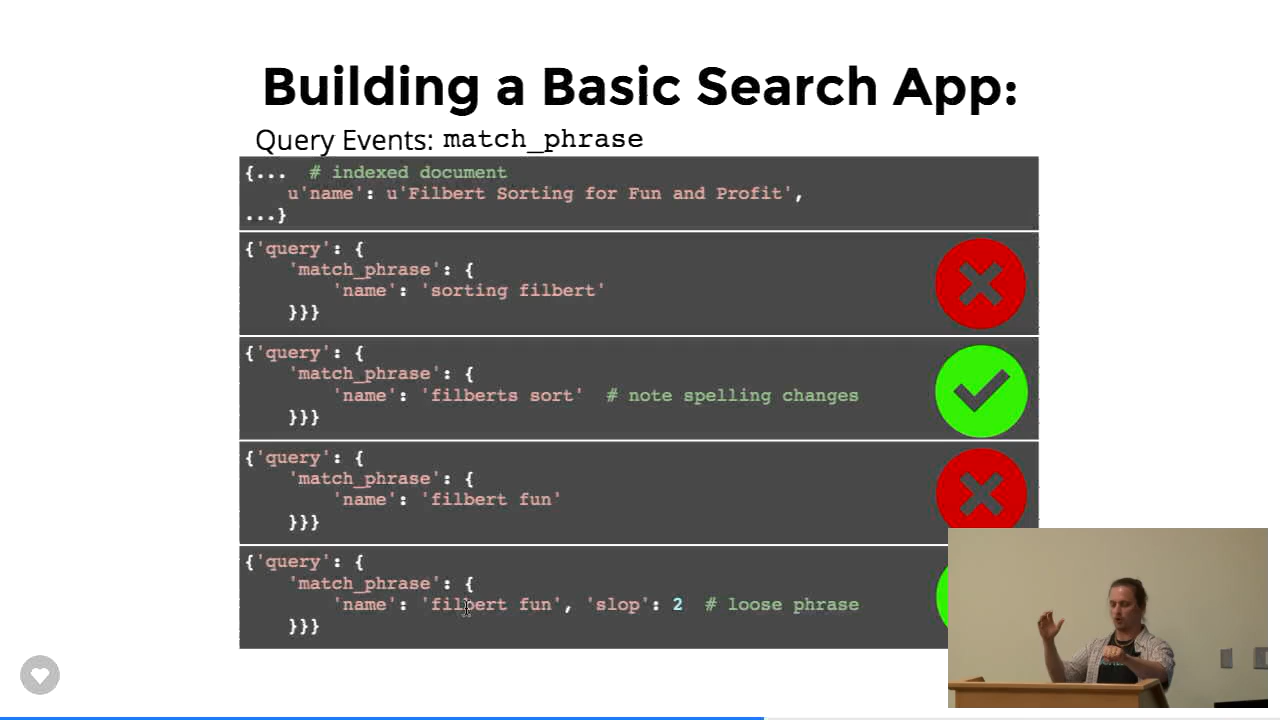 Building a Basic Search App:
Query Events: match_phrase
{... # indexed document
u'name': u'Filbert Sorting for Fun and Profit',
...}
{'query': {
'match_phrase': {
'name': 'sorting filbert'
}}}
{'query': {
'match_phrase': {
'name': 'filberts sort' # note spelling changes
}}}
{'query': {
'match_phrase': {
'name': 'filbert fun'
}}}
{'query': {
'match_phrase': {
'name': 'filbert fun', 'slop': 2 # loose phrase
}}}